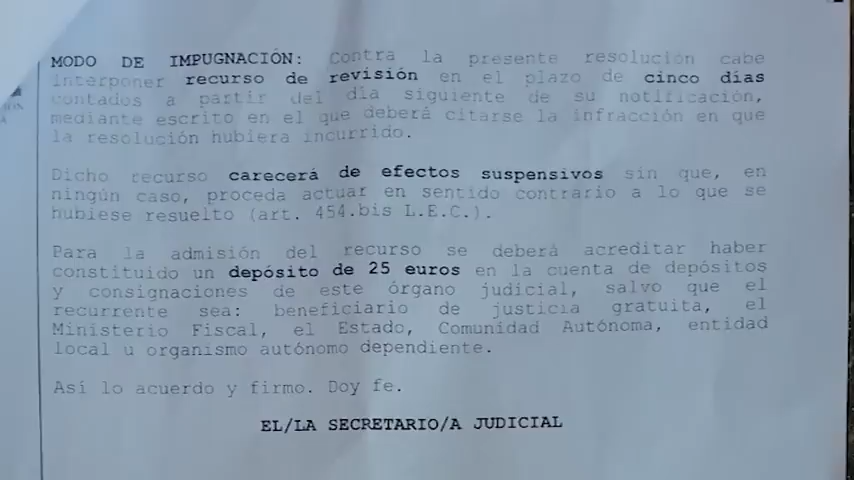 MODO DE IMPUGNACIÓN: Contra la presente resolución cabe
interponer recurso de revisión en el plazo de cinco días
contados a partir del día siguiente de su notificación,
mediante escrito en el que deberá citarse la infracción en que
la resolución hubiera incurrido.
Dicho recurso carecerá de efectos suspensivos sin que, en
ningún caso, proceda actuar en sentido contrario a lo que se
hubiese resuelto (art. 454.bis L.E.C.).
Para la admisión del recurso se deberá acreditar haber
constituido un depósito de 25 euros en la cuenta de depósitos
y consignaciones de este órgano judicial, salvo que el
recurrente sea: beneficiario de justicia gratuita, el
Ministerio Fiscal, el Estado, Comunidad Autónoma, entidad
local u organismo autónomo dependiente.
Así lo acuerdo y firmo. Doy fe.
EL/LA SECRETARIO/A JUDICIAL